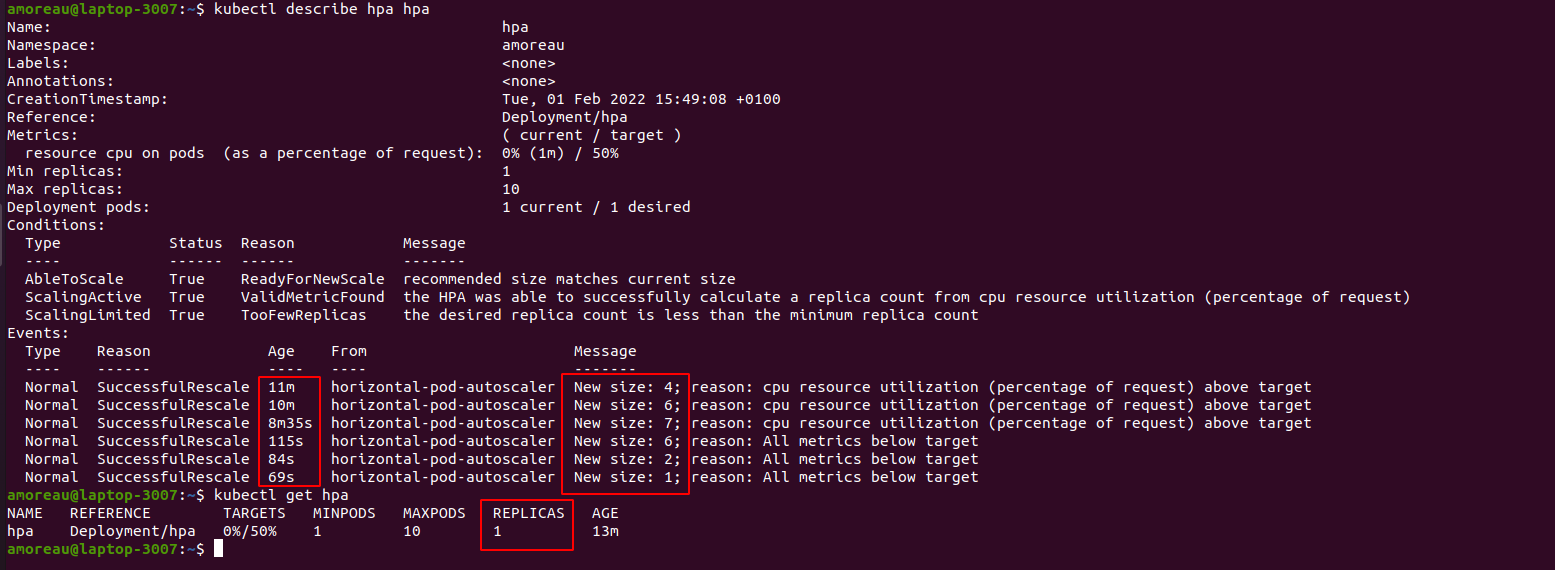 amoreau@laptop-3007:~$ kubectl describe hpa hpa
Name: hpa
Namespace: amoreau
Labels: <none>
Annotations: <none>
CreationTimestamp: Tue, 01 Feb 2022 15:49:08 +0100
Reference: Deployment/hpa
Metrics: ( current / target )
resource cpu on pods (as a percentage of request): 0% (1m) / 50%
Min replicas: 1
Max replicas: 10
Deployment pods: 1 current / 1 desired
Conditions:
Type Status Reason Message
---- ------ ------ -------
AbleToScale True ReadyForNewScale recommended size matches current size
ScalingActive True ValidMetricFound the HPA was able to successfully calculate a replica count from cpu resource utilization (percentage of request)
ScalingLimited True TooFewReplicas the desired replica count is less than the minimum replica count
Events:
Type Reason Age From Message
---- ------ ---- ---- -------
Normal SuccessfulRescale 11m horizontal-pod-autoscaler New size: 4; reason: cpu resource utilization (percentage of request) above target
Normal SuccessfulRescale 10m horizontal-pod-autoscaler New size: 6; reason: cpu resource utilization (percentage of request) above target
Normal SuccessfulRescale 8m35s horizontal-pod-autoscaler New size: 7; reason: cpu resource utilization (percentage of request) above target
Normal SuccessfulRescale 115s horizontal-pod-autoscaler New size: 6; reason: All metrics below target
Normal SuccessfulRescale 84s horizontal-pod-autoscaler New size: 2; reason: All metrics below target
Normal SuccessfulRescale 69s horizontal-pod-autoscaler New size: 1; reason: All metrics below target
amoreau@laptop-3007:~$ kubectl get hpa
NAME REFERENCE TARGETS MINPODS MAXPODS REPLICAS AGE
hpa Deployment/hpa 0%/50% 1 10 1 13m
amoreau@laptop-3007:~$